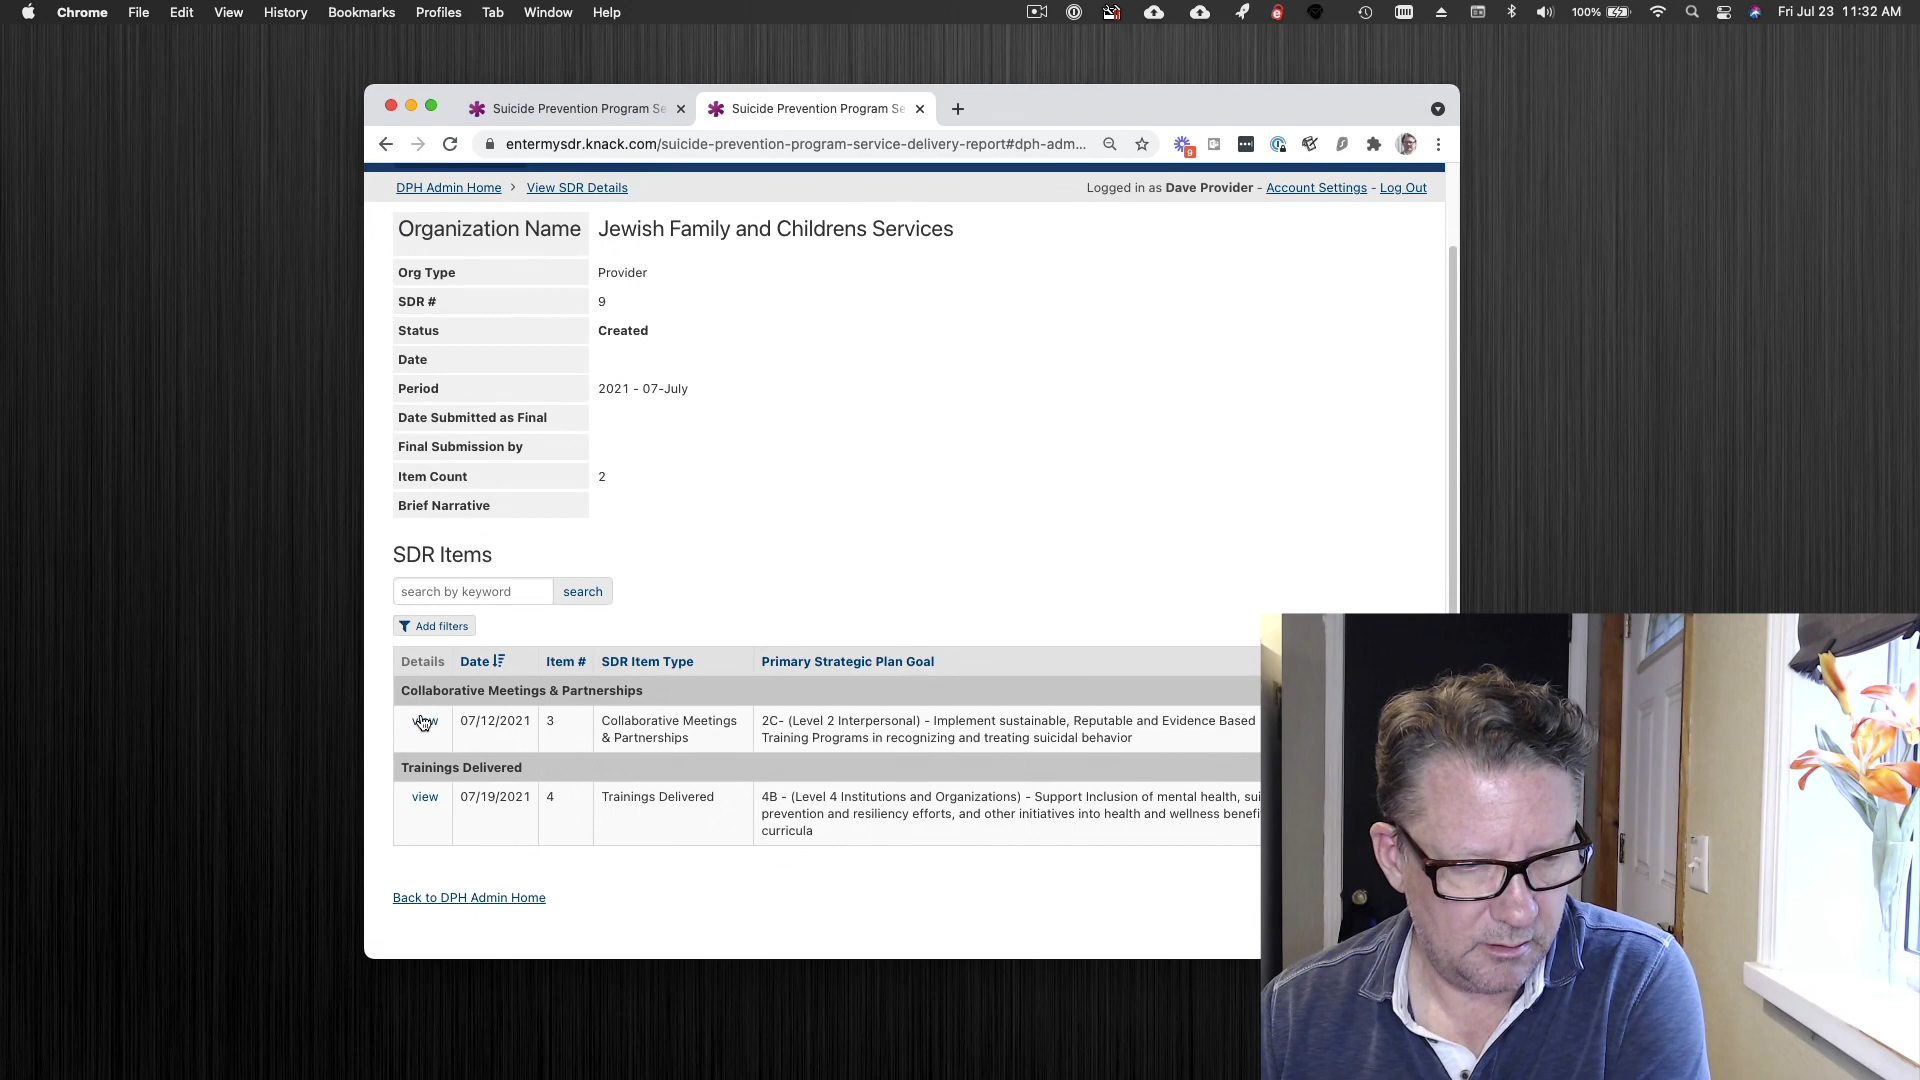 Chrome File Edit View History Bookmarks Profiles Tab Window Help 100% Fri Jul 23 11:32 AM
Suicide Prevention Program Se
Suicide Prevention Program Se
entermysdr.knack.com/suicide-prevention-program-service-delivery-report#dph-adm...
9
DPH Admin Home > View SDR Details
Logged in as Dave Provider - Account Settings - Log Out
Organization Name Jewish Family and Childrens Services
Org Type Provider
SDR # 9
Status Created
Date
Period 2021 - 07-July
Date Submitted as Final
Final Submission by
Item Count 2
Brief Narrative
SDR Items
search by keyword search
Add filters
Details Date Item # SDR Item Type Primary Strategic Plan Goal
Collaborative Meetings & Partnerships
view 07/12/2021 3 Collaborative Meetings 2C- (Level 2 Interpersonal) - Implement sustainable, Reputable and Evidence Based
& Partnerships Training Programs in recognizing and treating suicidal behavior
Trainings Delivered
view 07/19/2021 4 Trainings Delivered 4B - (Level 4 Institutions and Organizations) - Support Inclusion of mental health, sui
prevention and resiliency efforts, and other initiatives into health and wellness benefi
curricula
Back to DPH Admin Home